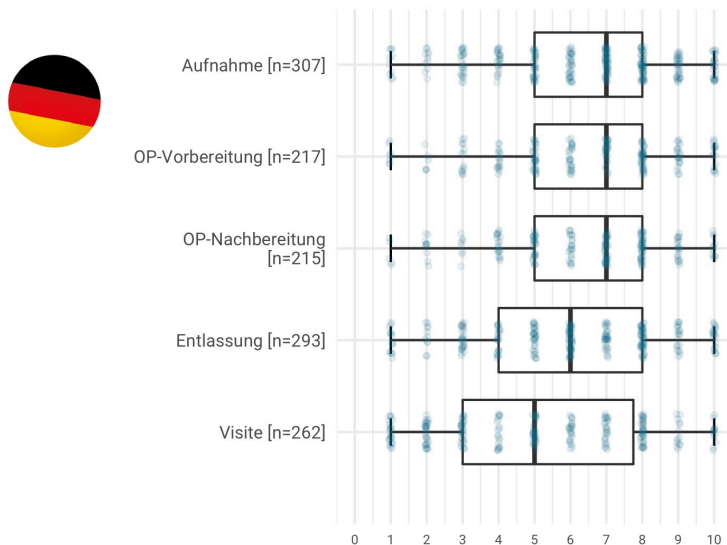 Aufnahme [n=307]
OP-Vorbereitung [n=217]
OP-Nachbereitung
[n=215]
Entlassung [n=293]
Visite [n=262]
0 1 2 3 4 5 6 7 8 9 10